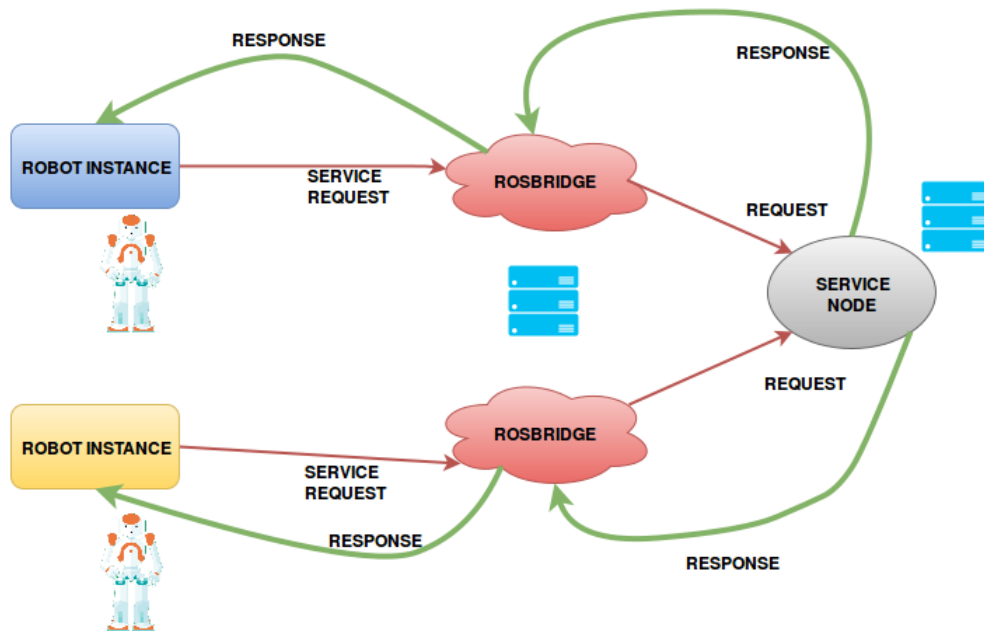 RESPONSE
RESPONSE
ROBOT INSTANCE
SERVICE
REQUEST
ROSBRIDGE
REQUEST
SERVICE
NODE
REQUEST
ROBOT INSTANCE
SERVICE
REQUEST
ROSBRIDGE
RESPONSE
RESPONSE